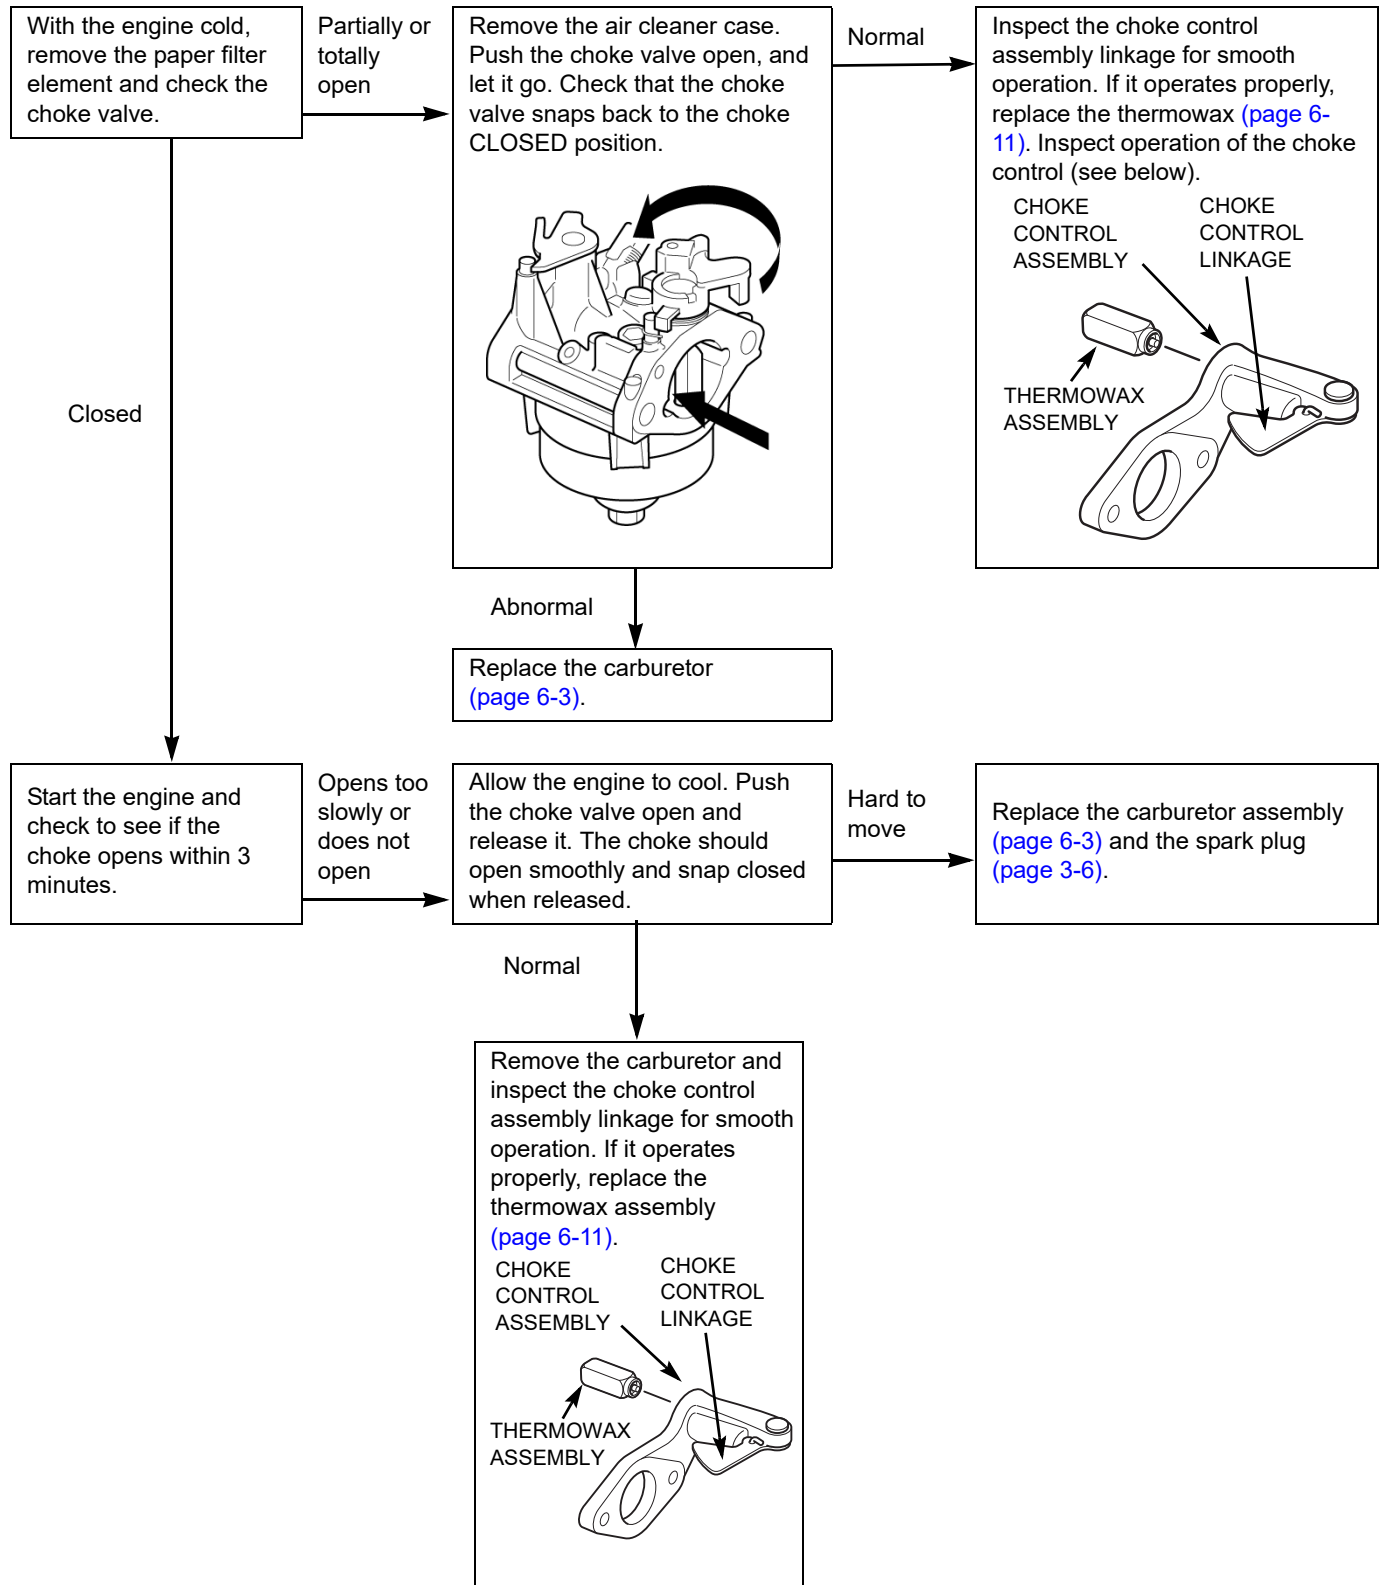 With the engine cold,
remove the paper filter
element and check the
choke valve.
Partially or
totally
open
Remove the air cleaner case.
Push the choke valve open, and
let it go. Check that the choke
valve snaps back to the choke
CLOSED position.
Normal
Inspect the choke control
assembly linkage for smooth
operation. If it operates properly,
replace the thermowax (page 6-
11). Inspect operation of the choke
control (see below).
CHOKE
CONTROL
ASSEMBLY
CHOKE
CONTROL
LINKAGE
THERMOWAX
ASSEMBLY
Closed
Abnormal
Replace the carburetor
(page 6-3).
Start the engine and
check to see if the
choke opens within 3
minutes.
Opens too
slowly or
does not
open
Allow the engine to cool. Push
the choke valve open and
release it. The choke should
open smoothly and snap closed
when released.
Hard to
move
Replace the carburetor assembly
(page 6-3) and the spark plug
(page 3-6).
Normal
Remove the carburetor and
inspect the choke control
assembly linkage for smooth
operation. If it operates
properly, replace the
thermowax assembly
(page 6-11).
CHOKE
CONTROL
ASSEMBLY
CHOKE
CONTROL
LINKAGE
THERMOWAX
ASSEMBLY